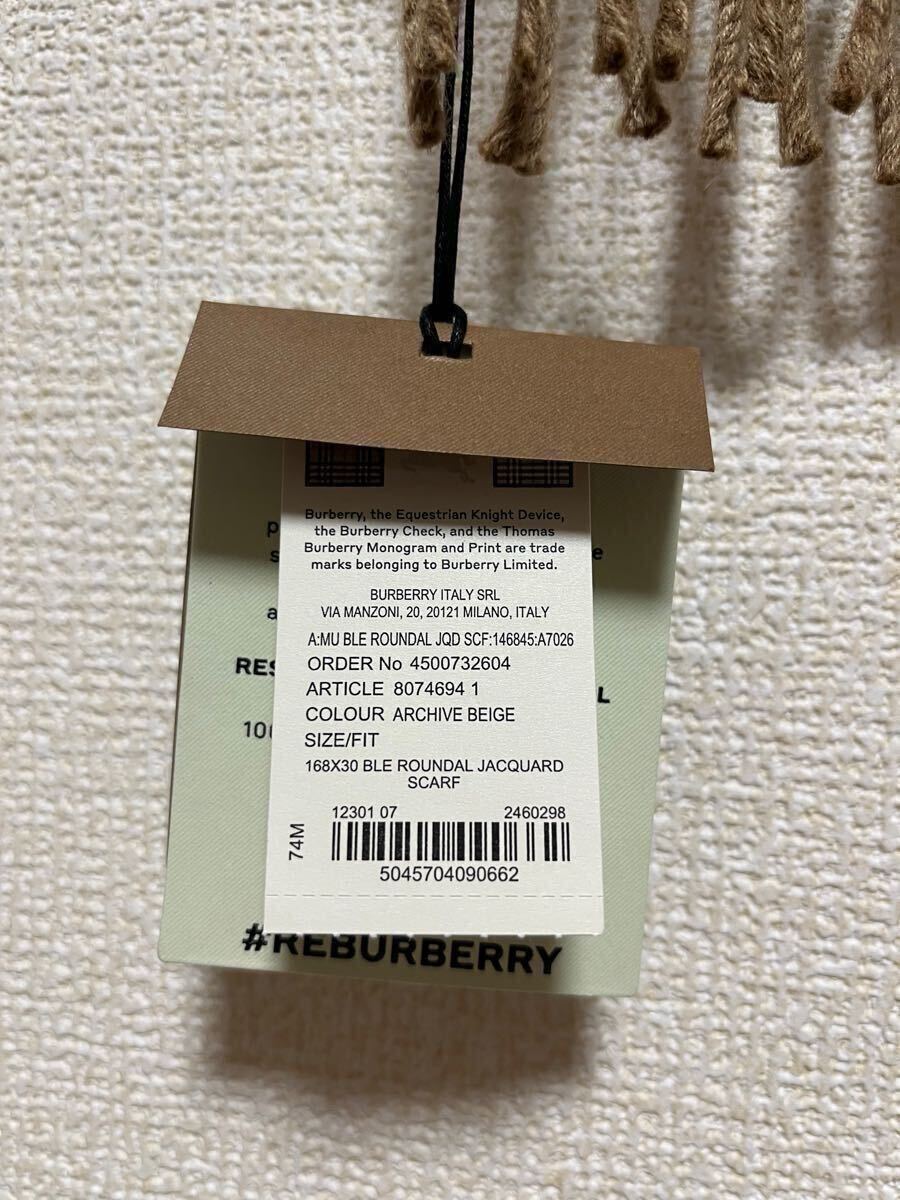 Burberry, the Equestrian Knight Device,
the Burberry Check, and the Thomas
Burberry Monogram and Print are trade
marks belonging to Burberry Limited.
BURBERRY ITALY SRL
VIA MANZONI, 20, 20121 MILANO, ITALY
A:MU BLE ROUNDAL JQD SCF:146845:A7026
ORDER No 4500732604
ARTICLE 8074694 1
COLOUR ARCHIVE BEIGE
SIZE/FIT
168X30 BLE ROUNDAL JACQUARD
SCARF
12301 07 2460298
74M
5045704090662
#REBURBERRY